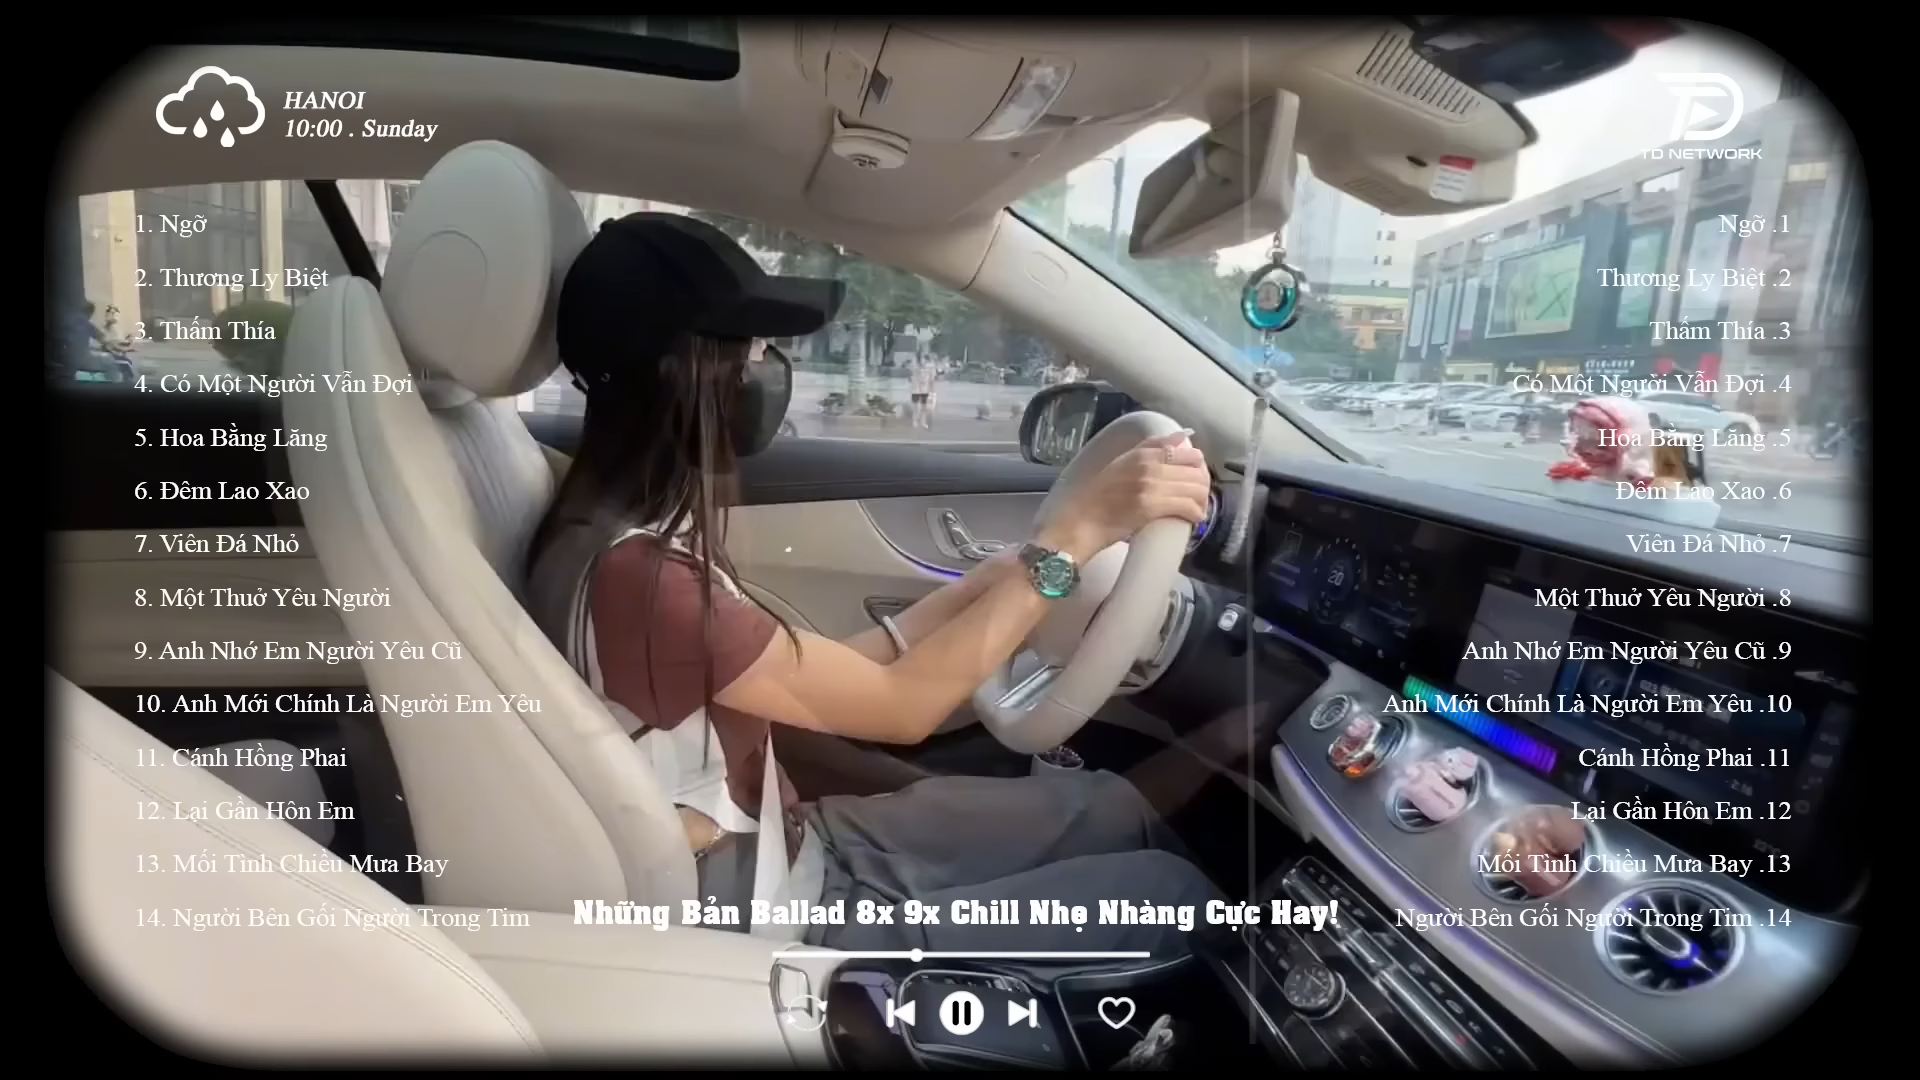 HANOI
10:00 . Sunday
TD NETWORK
1. Ngỡ
2. Thương Ly Biệt
3. Thấm Thía
4. Có Một Người Vẫn Đợi
5. Hoa Bằng Lăng
6. Đêm Lao Xao
7. Viên Đá Nhỏ
8. Một Thuở Yêu Người
9. Anh Nhớ Em Người Yêu Cũ
10. Anh Mới Chính Là Người Em Yêu
11. Cánh Hồng Phai
12. Lại Gần Hôn Em
13. Mối Tình Chiều Mưa Bay
14. Người Bên Gối Người Trong Tim
Ngỡ .1
Thương Ly Biệt .2
Thấm Thía .3
Có Một Người Vẫn Đợi .4
Hoa Bằng Lăng .5
Đêm Lao Xao .6
Viên Đá Nhỏ .7
Một Thuở Yêu Người .8
Anh Nhớ Em Người Yêu Cũ .9
Anh Mới Chính Là Người Em Yêu .10
Cánh Hồng Phai .11
Lại Gần Hôn Em .12
Mối Tình Chiều Mưa Bay .13
Người Bên Gối Người Trong Tim .14
Những Bản Ballad 8x 9x Chill Nhẹ Nhàng Cực Hay!
20